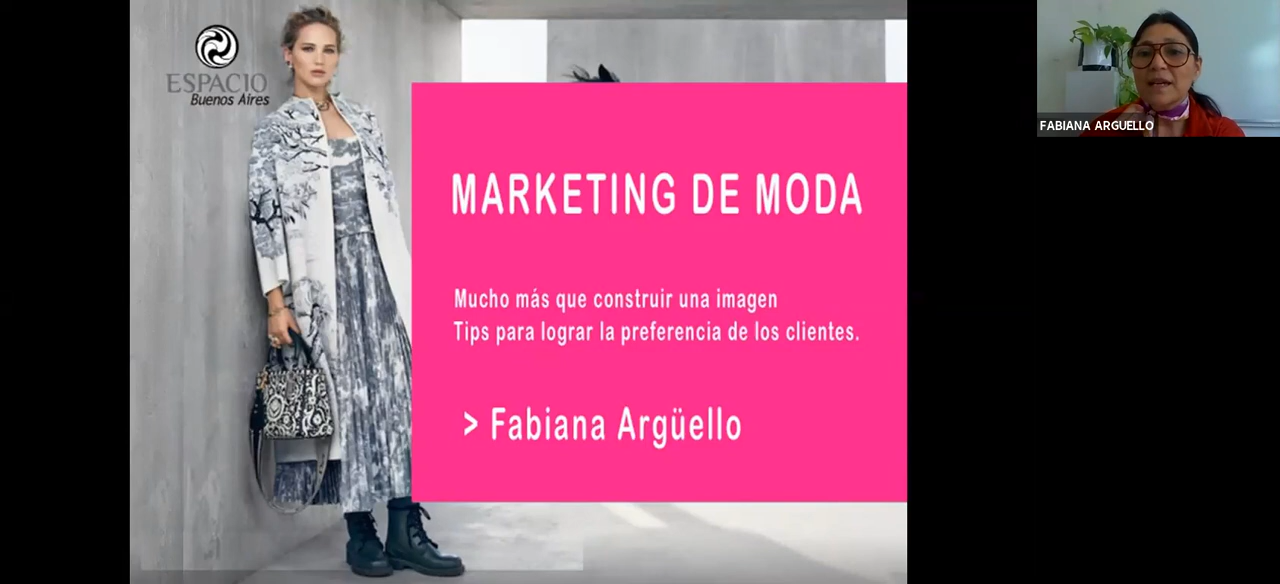 ESPACIO
Buenos Aires
MARKETING DE MODA
Mucho más que construir una imagen
Tips para lograr la preferencia de los clientes.
> Fabiana Argüello
FABIANA ARGUELLO